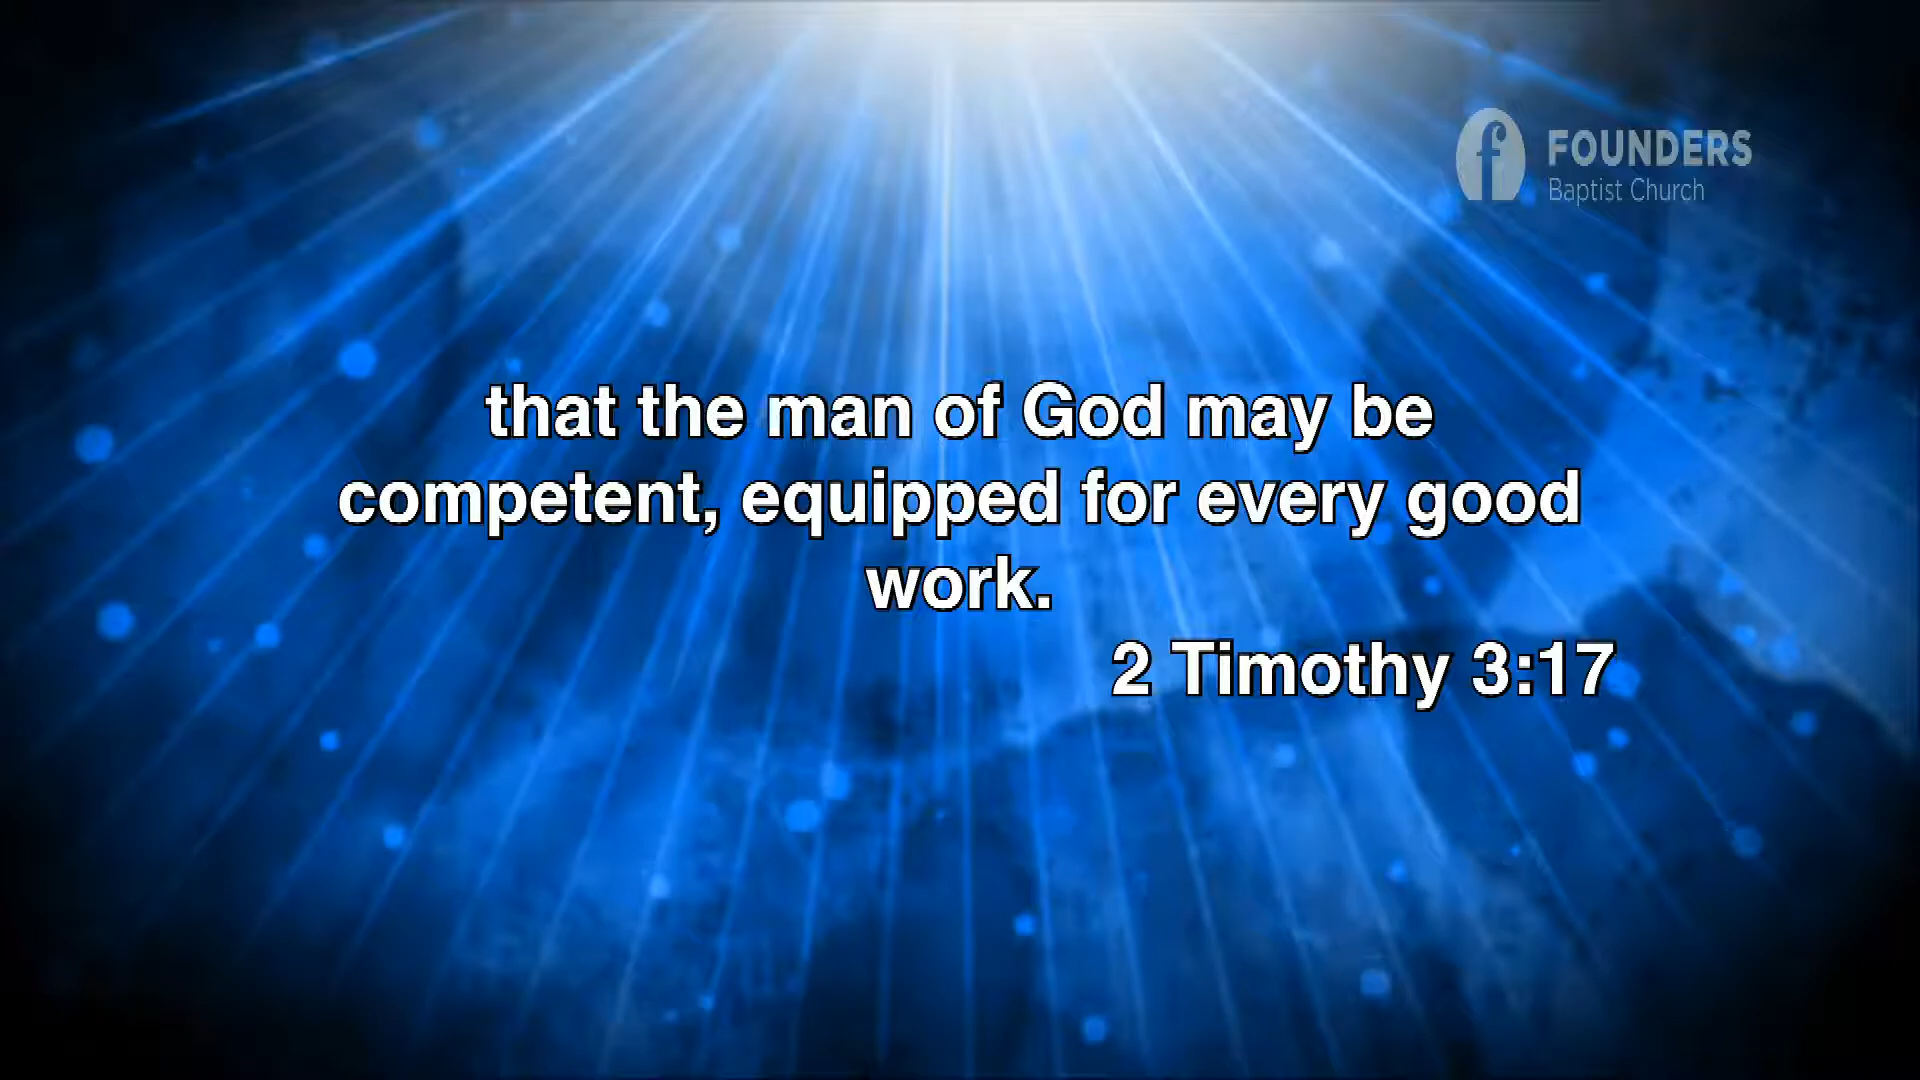 FOUNDERS
Baptist Church
that the man of God may be
competent, equipped for every good
work.
2 Timothy 3:17